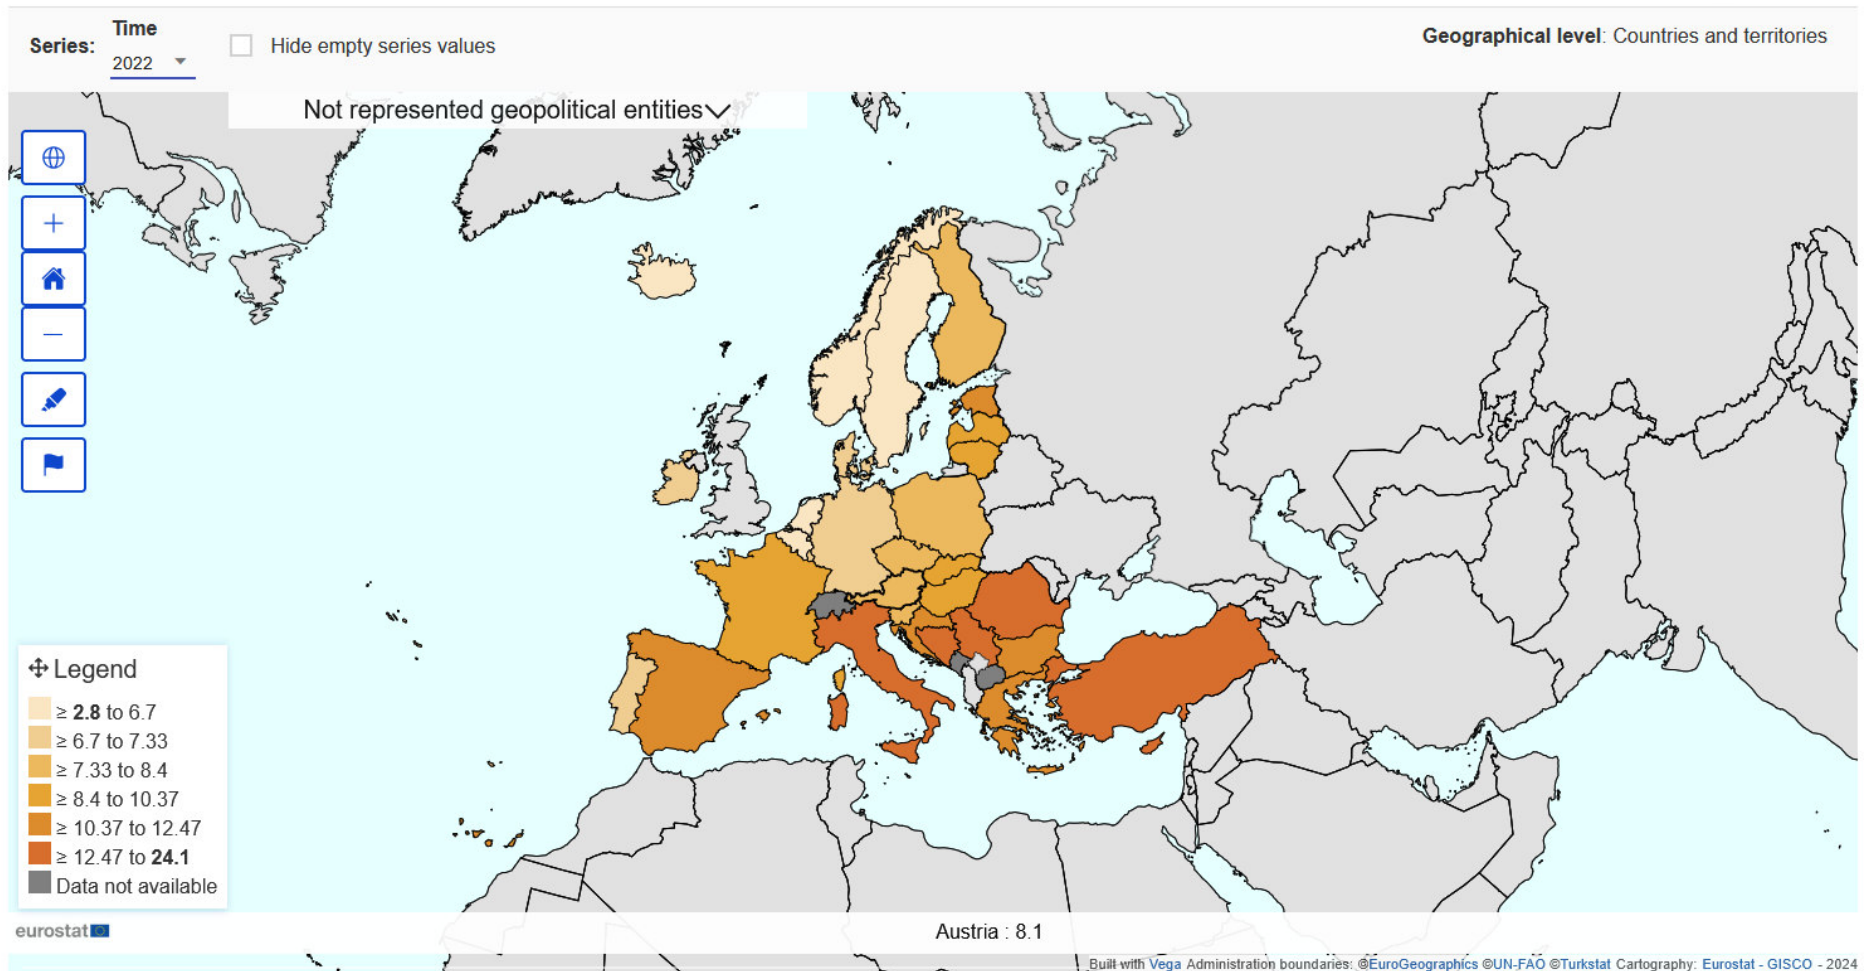 Series:
Time
2022
Hide empty series values
Geographical level: Countries and territories
Not represented geopolitical entities
Legend
≥ 2.8 to 6.7
≥ 6.7 to 7.33
≥ 7.33 to 8.4
≥ 8.4 to 10.37
≥ 10.37 to 12.47
≥ 12.47 to 24.1
Data not available
eurostat
Austria : 8.1
Built with Vega Administration boundaries: ©EuroGeographics ©UN-FAO ©Turkstat Cartography: Eurostat - GISCO - 2024